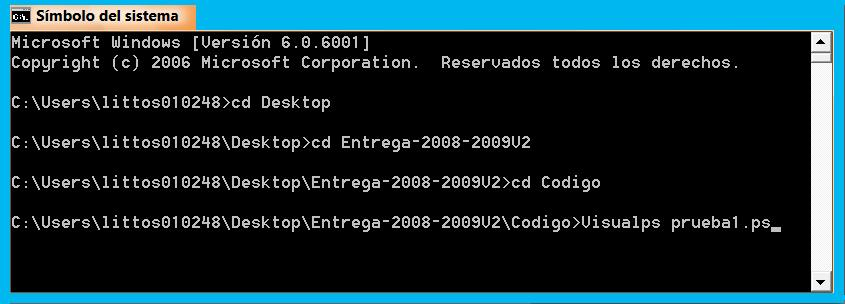 Símbolo del sistema
Microsoft Windows [Versión 6.0.6001]
Copyright (c) 2006 Microsoft Corporation.  Reservados todos los derechos.
C:\Users\littos010248>cd Desktop
C:\Users\littos010248\Desktop>cd Entrega-2008-2009V2
C:\Users\littos010248\Desktop\Entrega-2008-2009V2>cd Codigo
C:\Users\littos010248\Desktop\Entrega-2008-2009V2\Codigo>Visualps prueba1.ps_